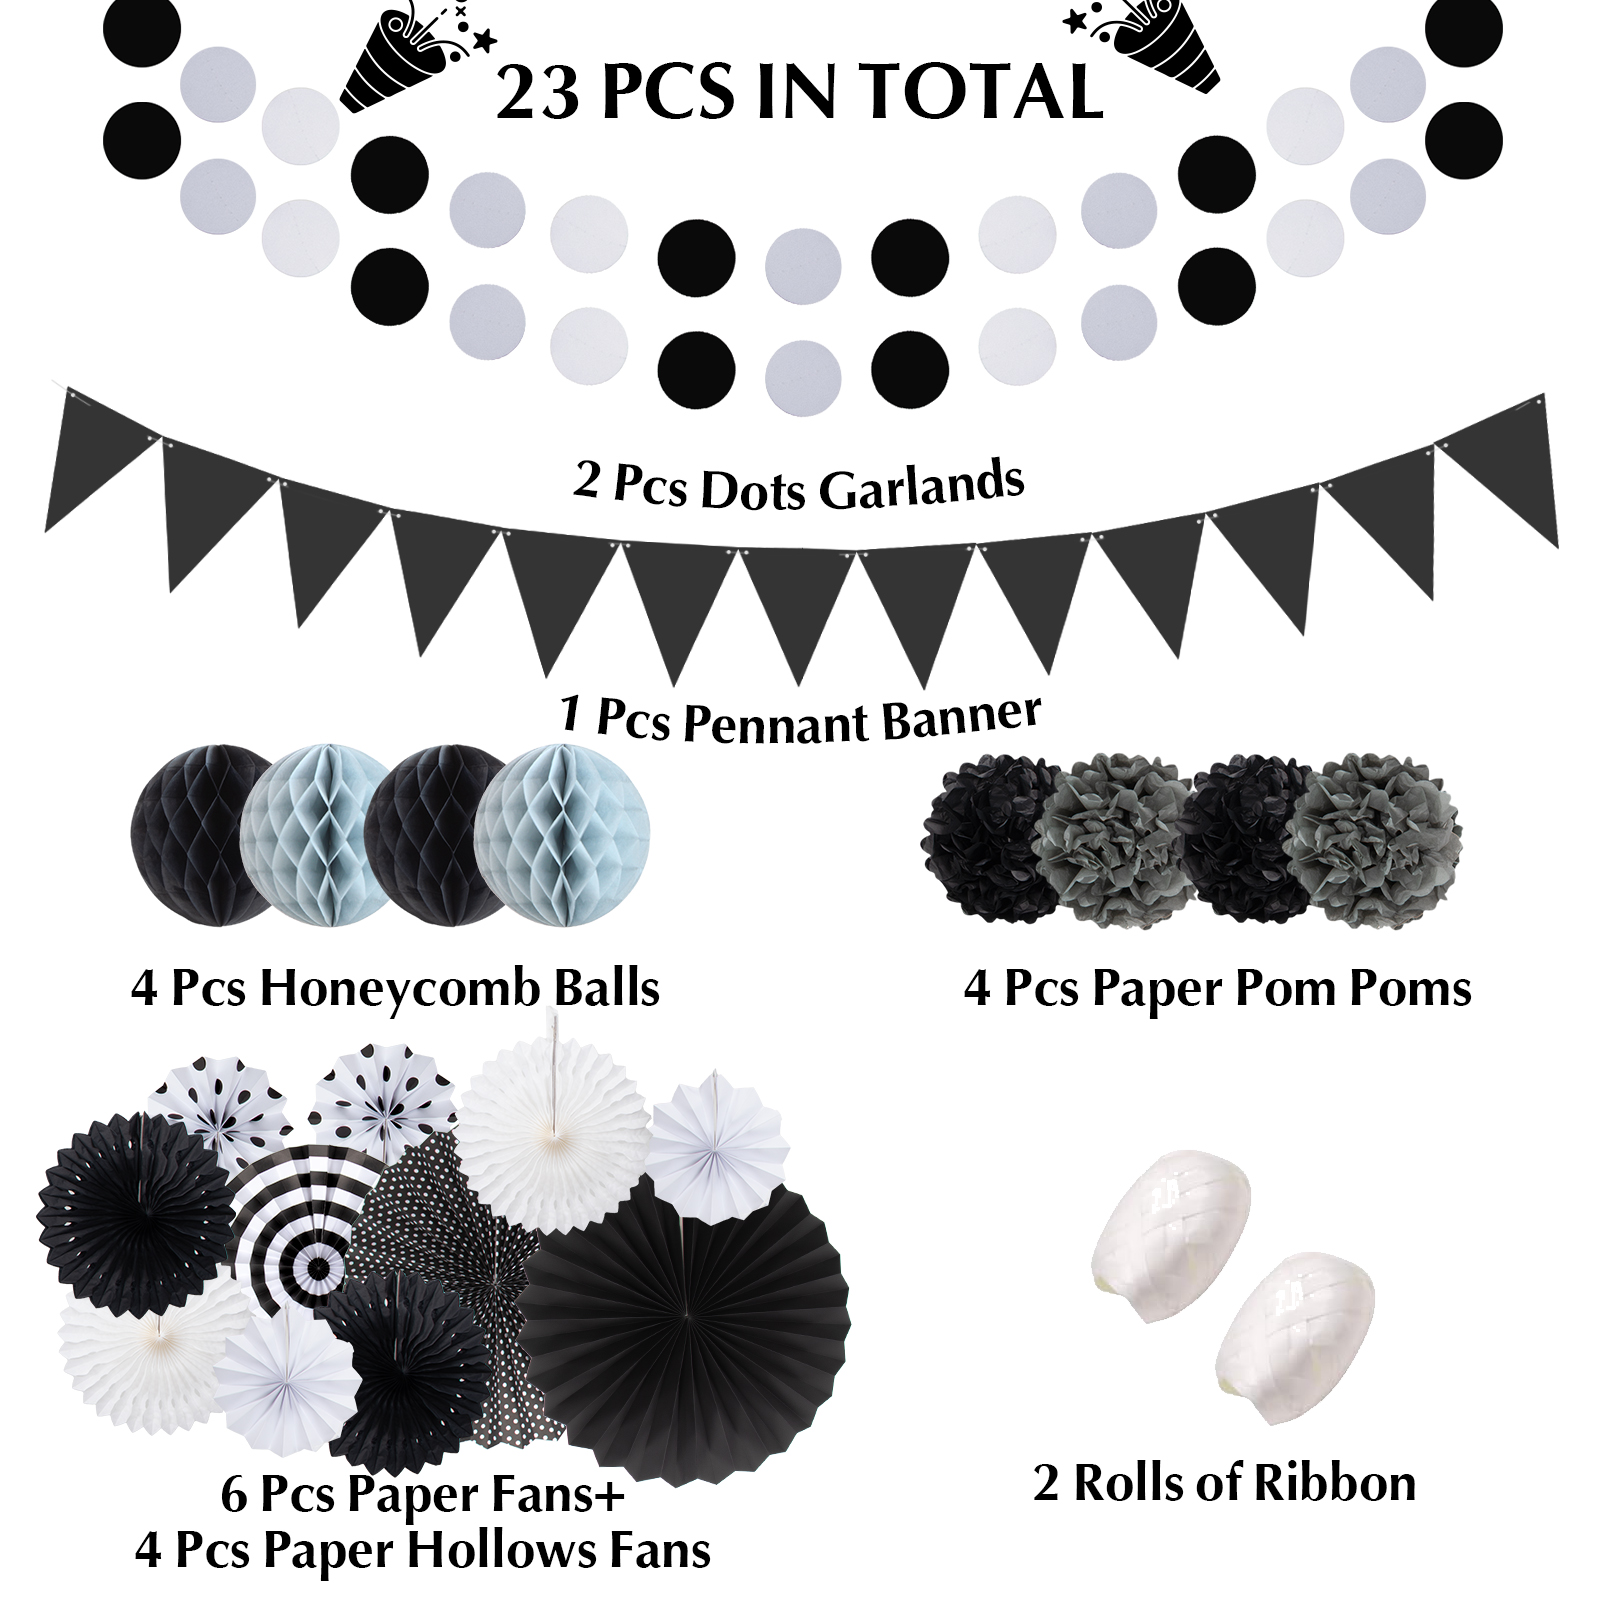 23 PCS IN TOTAL
2 Pcs Dots Garlands
1 Pcs Pennant Banner
4 Pcs Honeycomb Balls
4 Pcs Paper Pom Poms
6 Pcs Paper Fans+
4 Pcs Paper Hollows Fans
2 Rolls of Ribbon